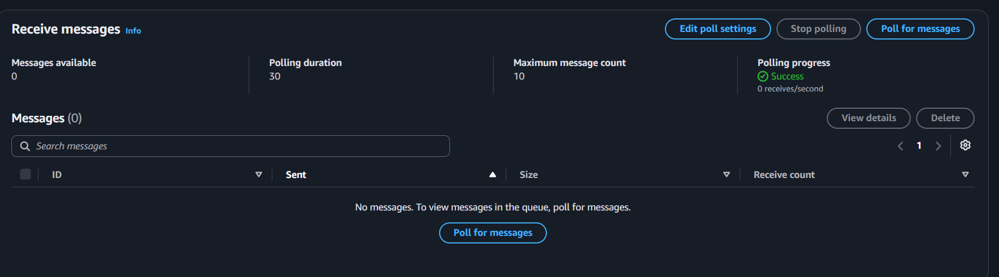 Receive messages Info
Edit poll settings
Stop polling
Poll for messages
Messages available
0
Polling duration
30
Maximum message count
10
Polling progress
Success
0 receives/second
Messages (0)
View details
Delete
Search messages
1
ID
Sent
Size
Receive count
No messages. To view messages in the queue, poll for messages.
Poll for messages